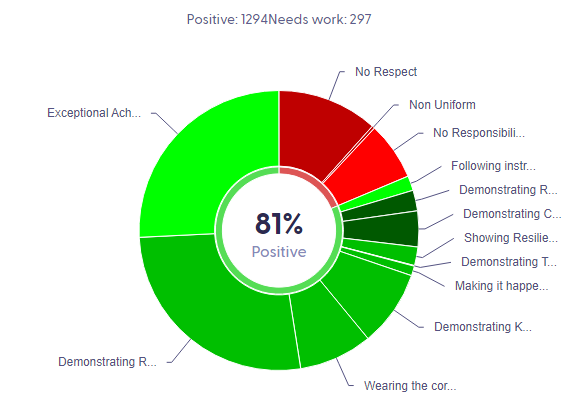 Positive: 1294Needs work: 297
No Respect
Exceptional Ach...
Non Uniform
No Responsibili...
Following instr...
Demonstrating R...
Demonstrating C...
81%
Showing Resilie...
Positive
Demonstrating T...
Making it happe...
Demonstrating K...
Demonstrating R...
Wearing the cor...